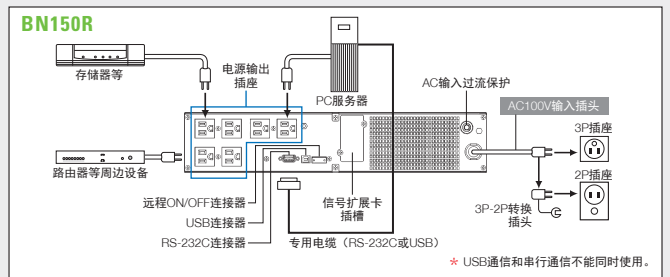 BN150R
存储器等
电源输出
插座
PC服务器
AC输入过流保护
AC100V输入插头
3P插座
路由器等周边设备
2P插座
远程ON/OFF连接器
信号扩展卡
插槽
3P-2P转换
插头
USB连接器
RS-232C连接器
专用电缆（RS-232C或USB）
* USB通信和串行通信不能同时使用。